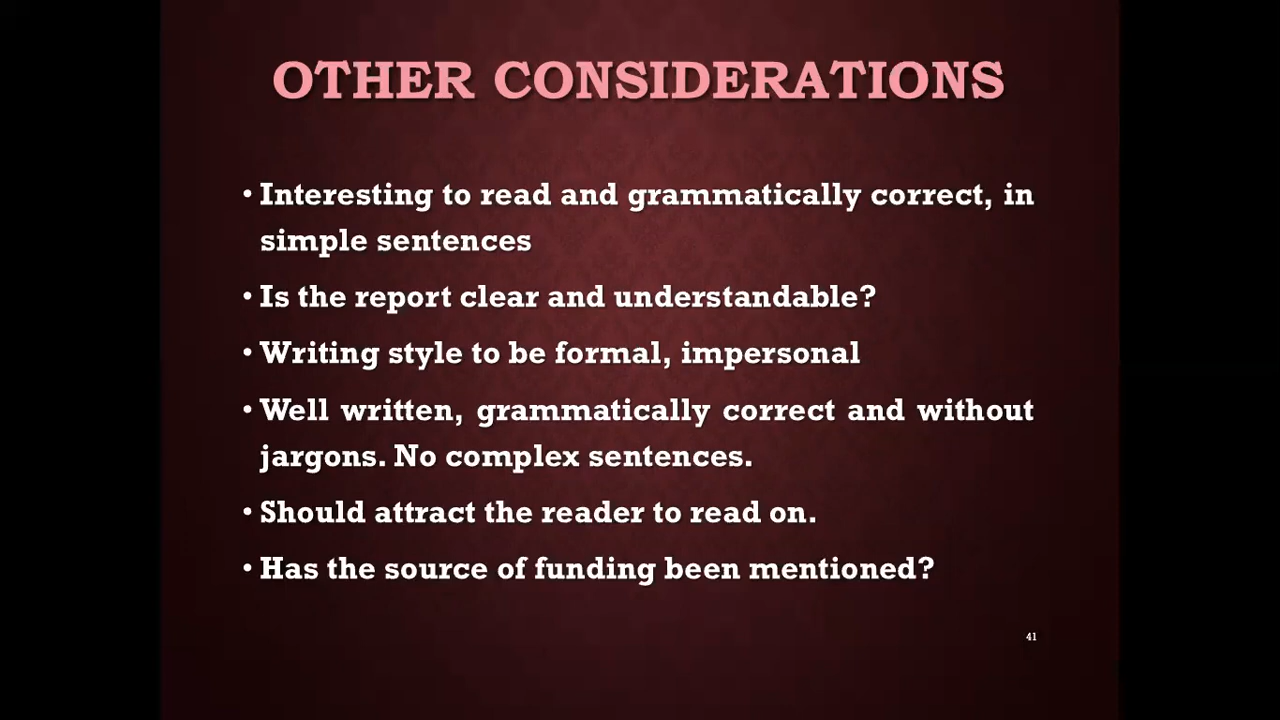 OTHER CONSIDERATIONS
• Interesting to read and grammatically correct, in
simple sentences
• Is the report clear and understandable?
• Writing style to be formal, impersonal
• Well written, grammatically correct and without
jargons. No complex sentences.
• Should attract the reader to read on.
• Has the source of funding been mentioned?
41